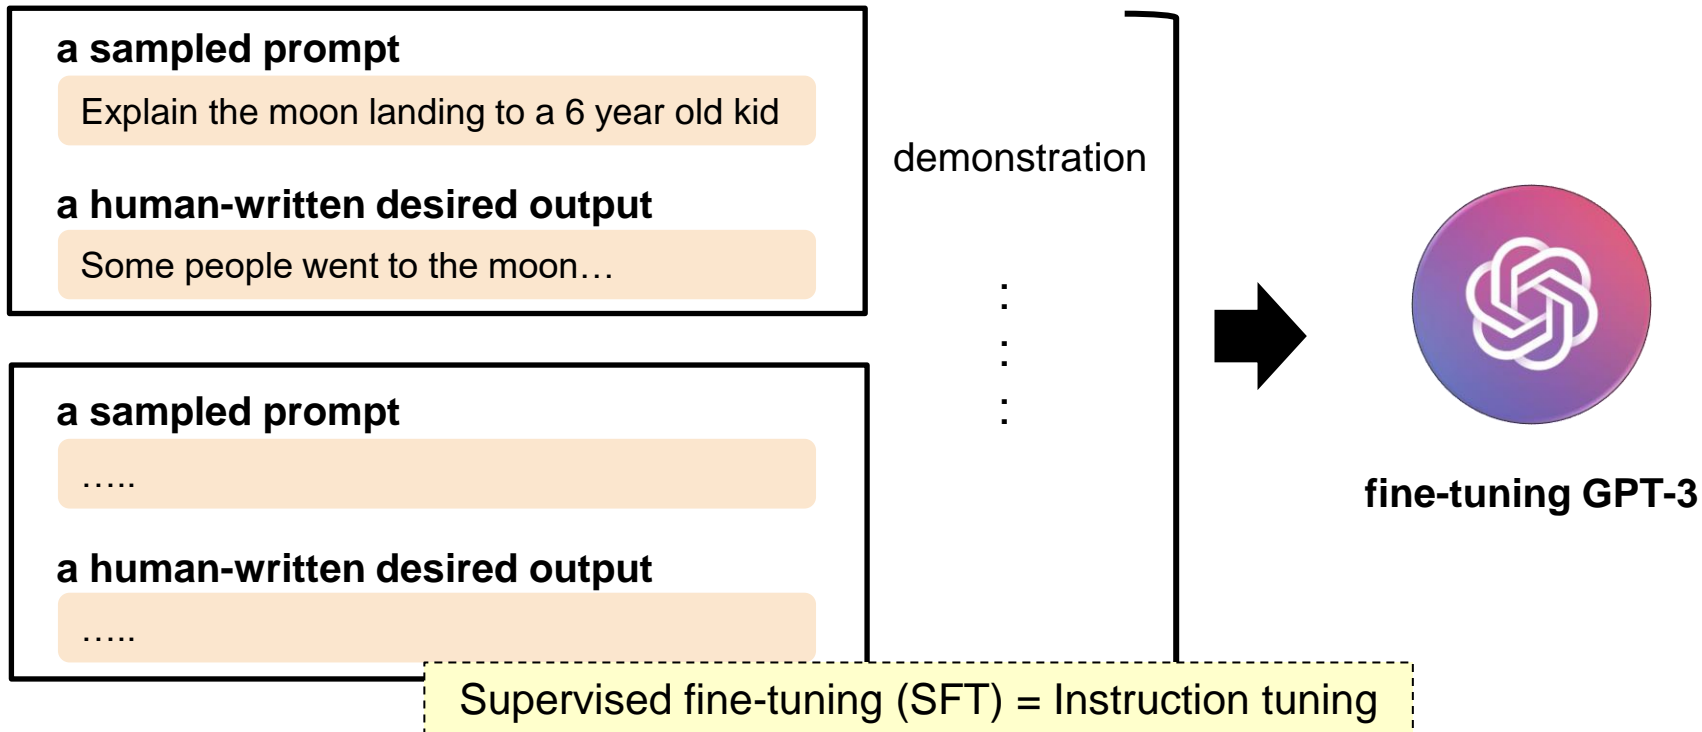 a sampled prompt
Explain the moon landing to a 6 year old kid
a human-written desired output
Some people went to the moon…
demonstration
a sampled prompt
…..
a human-written desired output
…..
fine-tuning GPT-3
Supervised fine-tuning (SFT) = Instruction tuning